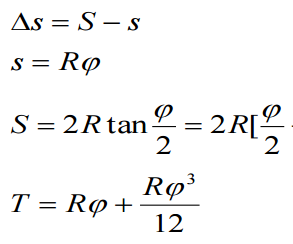 Δs = S − s
s = Rφ
S = 2R tan φ/2 = 2R[φ/2
T = Rφ + Rφ³/12